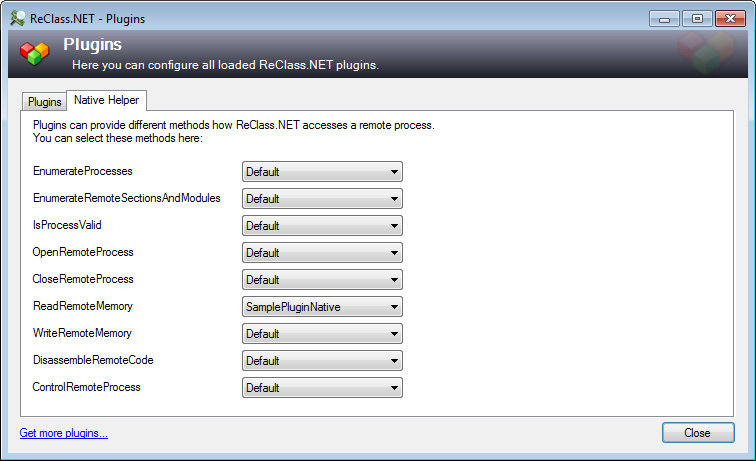 ReClass.NET - Plugins
Plugins
Here you can configure all loaded ReClass.NET plugins.
Plugins Native Helper
Plugins can provide different methods how ReClass.NET accesses a remote process.
You can select these methods here:
EnumerateProcesses Default
EnumerateRemoteSectionsAndModules Default
IsProcessValid Default
OpenRemoteProcess Default
CloseRemoteProcess Default
ReadRemoteMemory SamplePluginNative
WriteRemoteMemory Default
DisassembleRemoteCode Default
ControlRemoteProcess Default
Get more plugins... Close